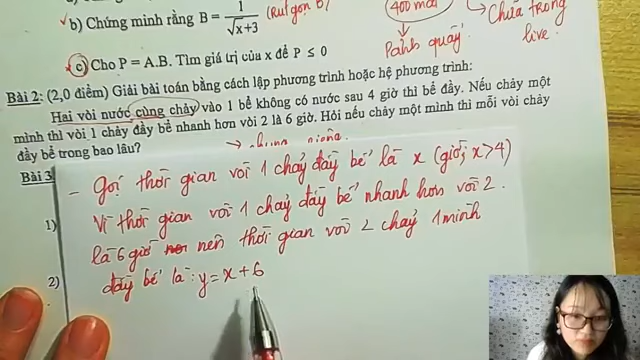 b) Chứng minh rằng B = 1/(√x+3) (Rút gọn B)
400 mã
→ Chữa trong live.
c) Cho P = A.B. Tìm giá trị của x để P ≤ 0
Bài 2: (2,0 điểm) Giải bài toán bằng cách lập phương trình hoặc hệ phương trình:
Hai vòi nước cùng chảy vào 1 bể không có nước sau 4 giờ thì bể đầy. Nếu chảy một
mình thì vòi 1 chảy đầy bể nhanh hơn vòi 2 là 6 giờ. Hỏi nếu chảy một mình thì mỗi vòi chảy
đầy bể trong bao lâu?
→ chung
Bài 3
- Gọi thời gian vòi 1 chảy đầy bể là x (giờ; x>4)
1)
Vì thời gian vòi 1 chảy đầy bể nhanh hơn vòi 2
là 6 giờ nên thời gian vòi 2 chảy 1 mình
2)
đầy bể là: y = x + 6